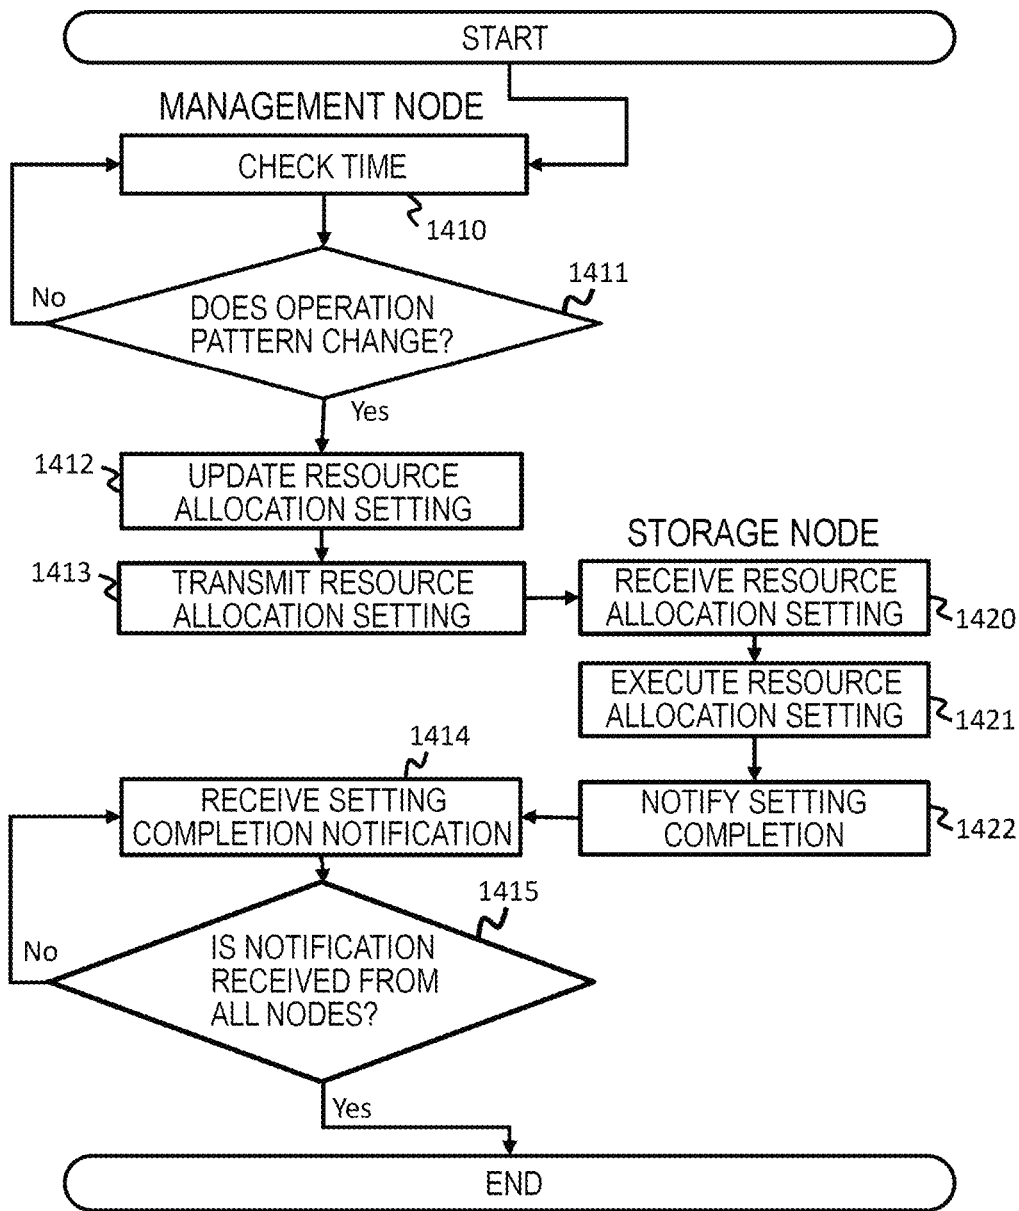 START
MANAGEMENT NODE
CHECK TIME
1410
1411
No
DOES OPERATION
PATTERN CHANGE?
Yes
1412
UPDATE RESOURCE
ALLOCATION SETTING
STORAGE NODE
1413
TRANSMIT RESOURCE
ALLOCATION SETTING
RECEIVE RESOURCE
ALLOCATION SETTING
1420
EXECUTE RESOURCE
ALLOCATION SETTING
1421
1414
RECEIVE SETTING
COMPLETION NOTIFICATION
NOTIFY SETTING
COMPLETION
1422
1415
No
IS NOTIFICATION
RECEIVED FROM
ALL NODES?
Yes
END